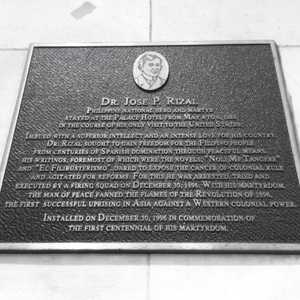 Dr. Jose P. Rizal
Philippine national hero and martyr
stayed at the Palace Hotel from May 4 to 6, 1888
in the course of his only visit to the United States.
Imbued with a superior intellect and an intense love for his country,
Dr. Rizal sought to gain freedom for the Filipino people
from centuries of Spanish domination through peaceful means.
His writings, foremost of which were the novels "Noli Me Tangere"
and "El Filibusterismo", dared to expose the cancer of colonial rule
and agitated for reforms. For this he was arrested, tried and
executed by a firing squad on December 30, 1896. With his martyrdom,
the man of peace fanned the flames of the Revolution of 1896,
the first successful uprising in Asia against a Western colonial power.
Installed on December 30, 1996 in commemoration of
the first centennial of his martyrdom.